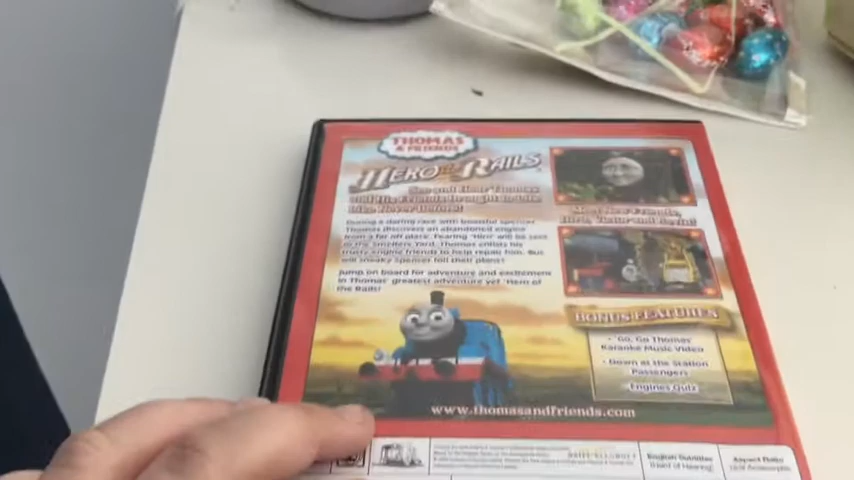 THOMAS
& FRIENDS
HERO OF THE RAILS
See and Hear Thomas
and His Friends Brought to Life
Like Never Before!
During a daring race with boastful Spencer
Thomas discovers an abandoned engine
from a far off place. Fearing 'Hiro' will be sent
to the Smelters Yard, Thomas enlists his
trusty engine friends to help repair him. But
will sneaky Spencer foil their plans?
Jump on board for adventure and excitement
in Thomas' greatest adventure yet 'Hero of
the Rails!'
Meet New Friends
Hiro, Victor and Kevin!
BONUS FEATURES
• 'Go, Go Thomas'
Karaoke Music Video
• Down at the Station
Passengers
• Engines Quiz
www.thomasandfriends.com
English Subtitles
for Hard of Hearing
Aspect Ratio